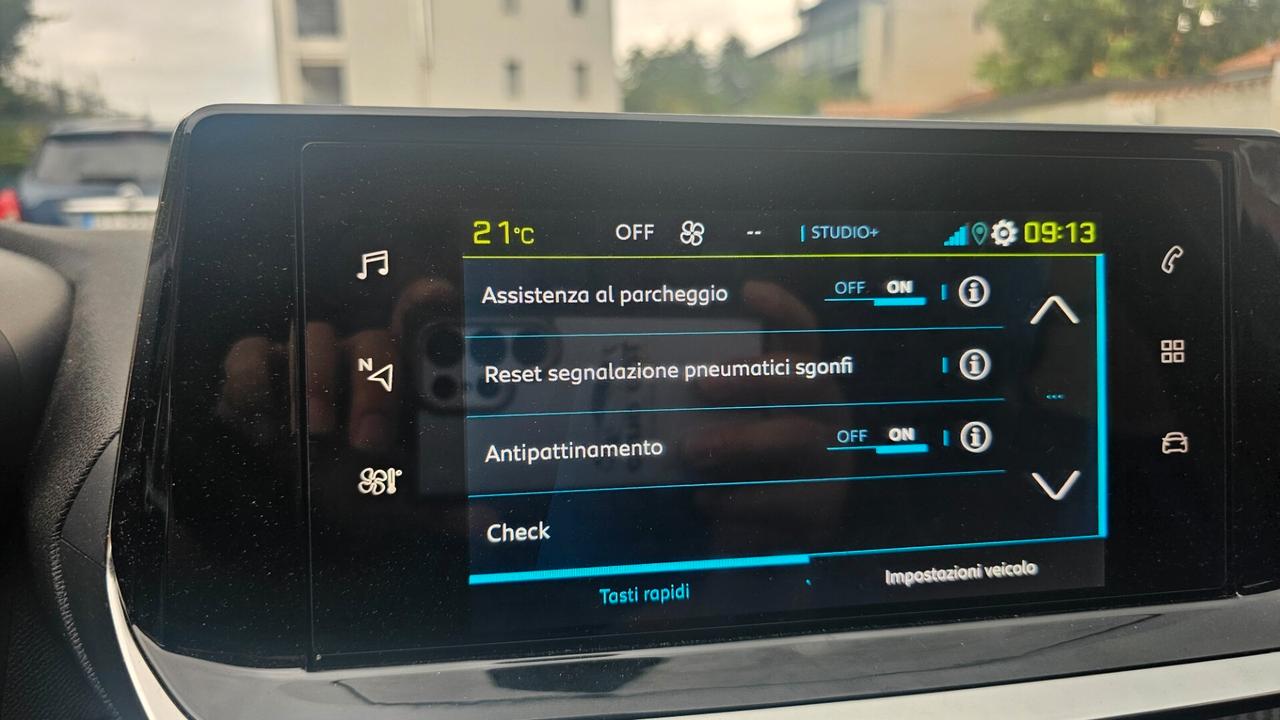 21°C OFF -- STUDIO+ 09:13
Assistenza al parcheggio OFF ON
Reset segnalazione pneumatici sgonfi
N
Antipattinamento OFF ON
Check
Tasti rapidi Impostazioni veicolo